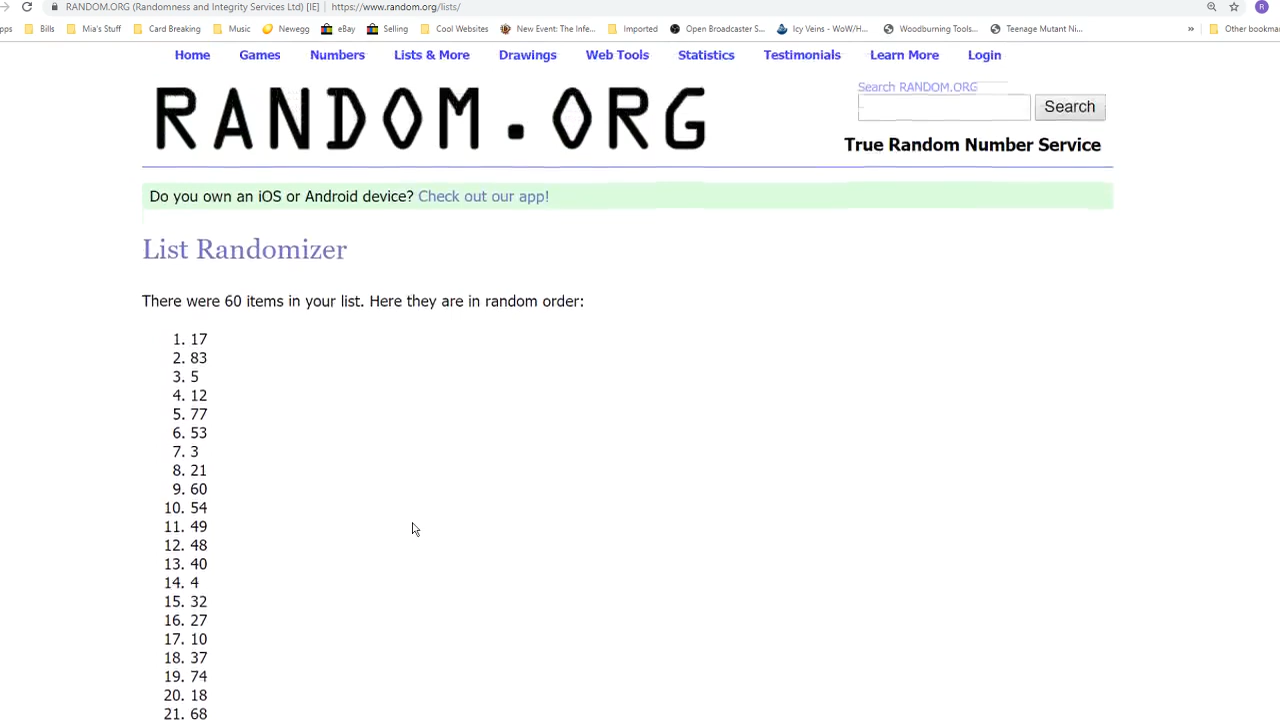 RANDOM.ORG (Randomness and Integrity Services Ltd) [IE] | https://www.random.org/lists/
Bills Mia's Stuff Card Breaking Music Newegg eBay Selling Cool Websites New Event: The Infe... Imported Open Broadcaster S... Icy Veins - WoW/H... Woodburning Tools... Teenage Mutant Ni... » Other bookmar
Home Games Numbers Lists & More Drawings Web Tools Statistics Testimonials Learn More Login
RANDOM.ORG
Search RANDOM.ORG
Search
True Random Number Service
Do you own an iOS or Android device? Check out our app!
List Randomizer
There were 60 items in your list. Here they are in random order:
1. 17
2. 83
3. 5
4. 12
5. 77
6. 53
7. 3
8. 21
9. 60
10. 54
11. 49
12. 48
13. 40
14. 4
15. 32
16. 27
17. 10
18. 37
19. 74
20. 18
21. 68